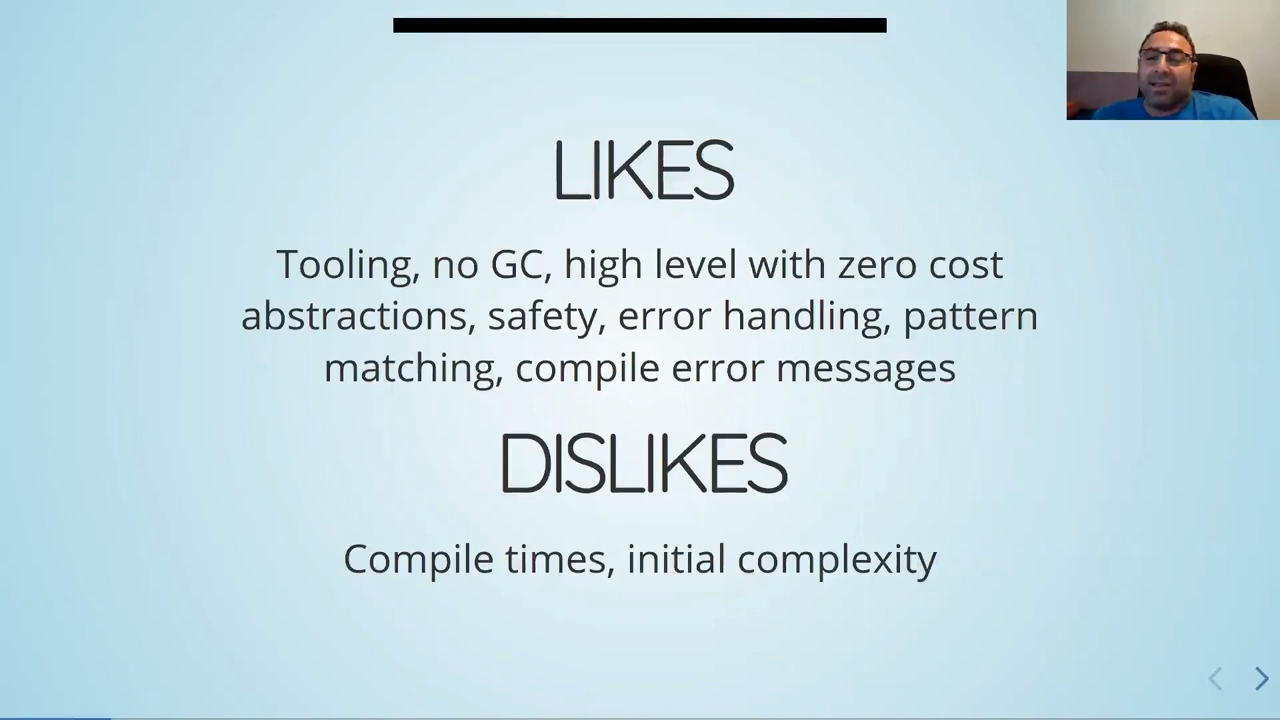 LIKES
Tooling, no GC, high level with zero cost
abstractions, safety, error handling, pattern
matching, compile error messages
DISLIKES
Compile times, initial complexity